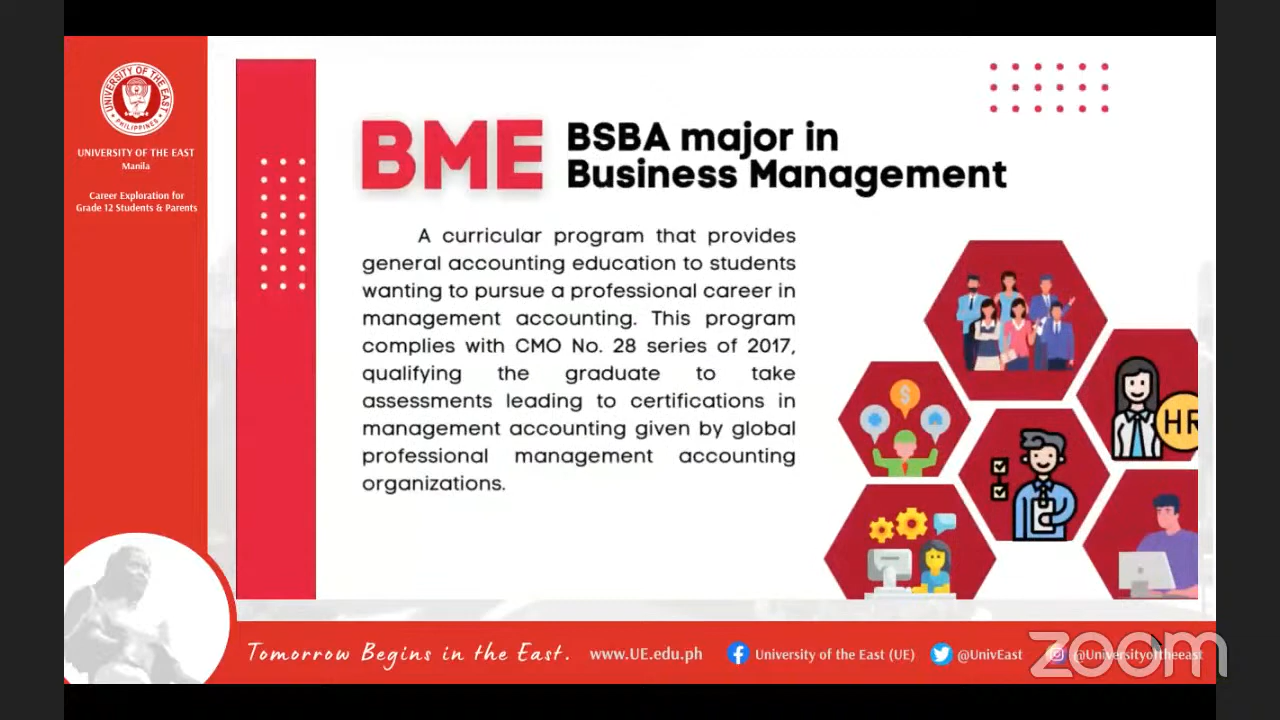 UNIVERSITY OF THE EAST
PHILIPPINES
UNIVERSITY OF THE EAST
Manila
Career Exploration for
Grade 12 Students & Parents
BME
BSBA major in
Business Management
A curricular program that provides
general accounting education to students
wanting to pursue a professional career in
management accounting. This program
complies with CMO No. 28 series of 2017,
qualifying the graduate to take
assessments leading to certifications in
management accounting given by global
professional management accounting
organizations.
$
HR
Tomorrow Begins in the East.
www.UE.edu.ph
University of the East (UE)
@UnivEast
@Universityoftheeast
zoom